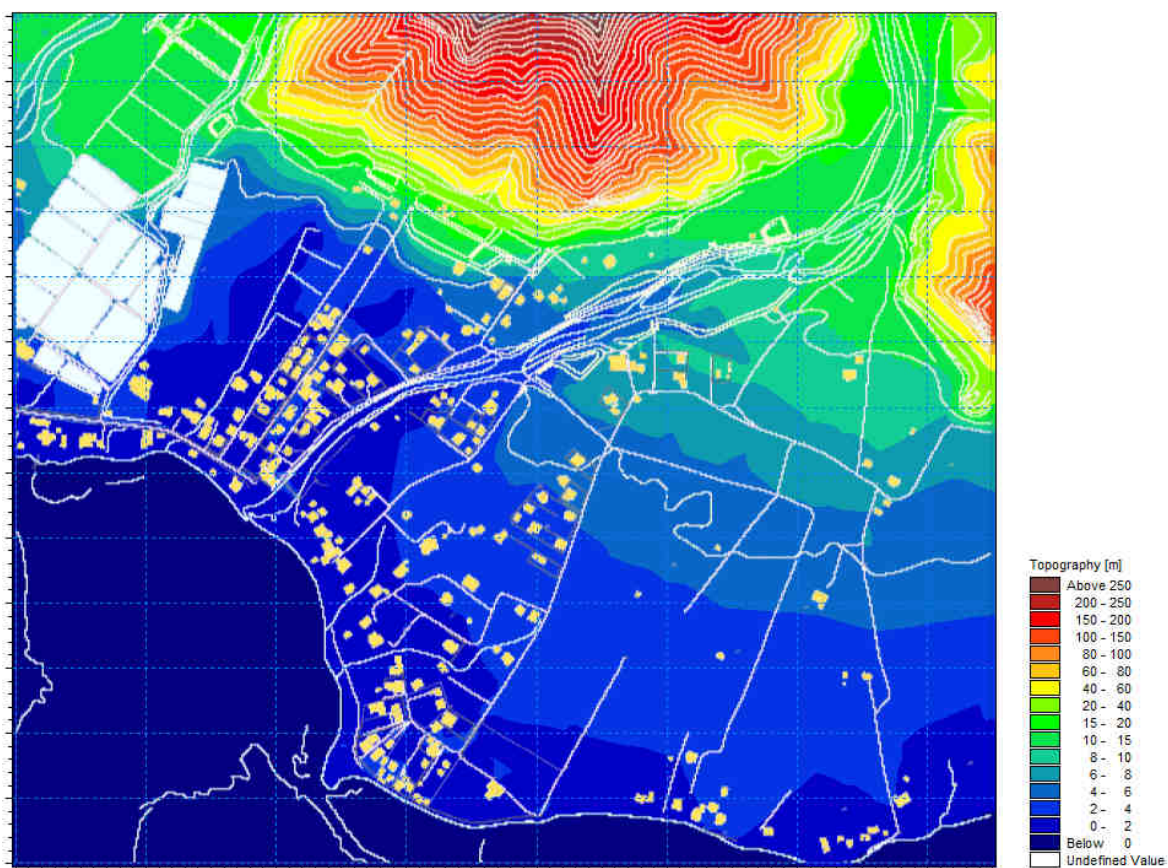 Topography [m]
Above 250
200 - 250
150 - 200
100 - 150
80 - 100
60 - 80
40 - 60
20 - 40
15 - 20
10 - 15
8 - 10
6 - 8
4 - 6
2 - 4
0 - 2
Below 0
Undefined Value